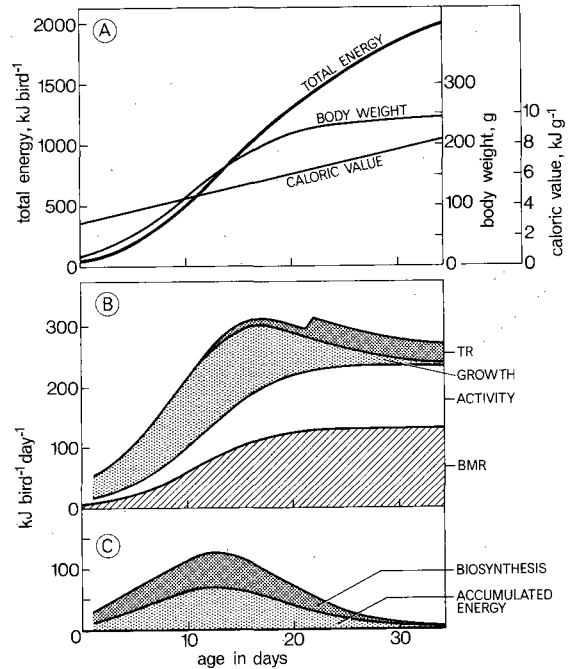 A
2000
1500
1000
500
0
total energy, kJ bird-1
TOTAL ENERGY
BODY WEIGHT
CALORIC VALUE
300
200
100
0
body weight, g
10
8
6
4
2
0
caloric value, kJ g-1
B
300
200
100
0
kJ bird-1 day-1
TR
GROWTH
ACTIVITY
BMR
C
100
BIOSYNTHESIS
ACCUMULATED
ENERGY
0
10
20
30
age in days